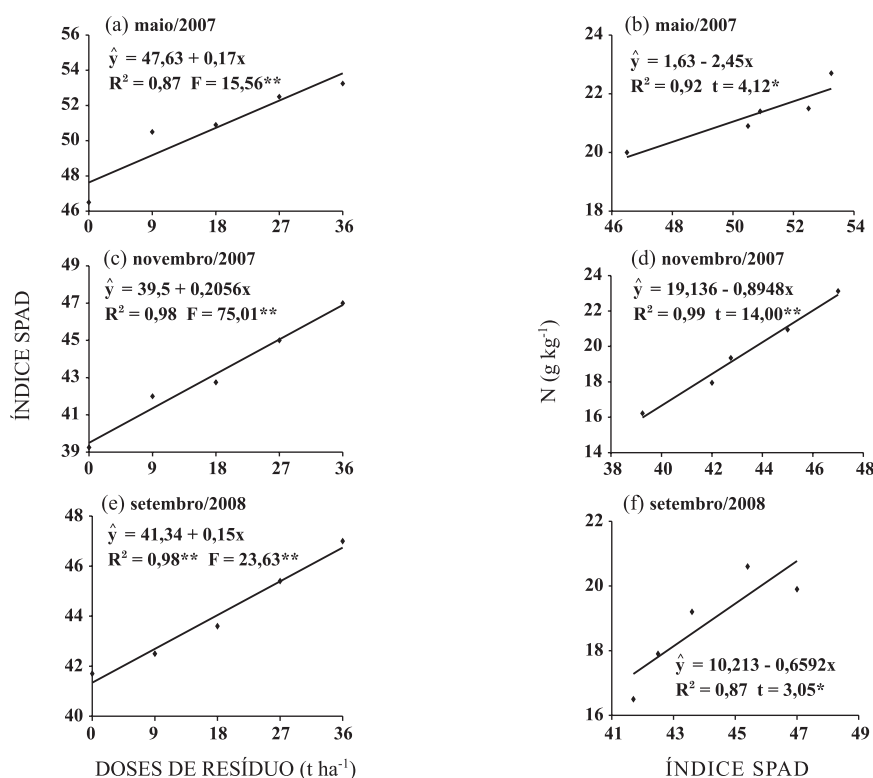 (a) maio/2007
ŷ = 47,63 + 0,17x
R² = 0,87 F = 15,56**
56
54
52
50
48
46
0 9 18 27 36
(b) maio/2007
ŷ = 1,63 - 2,45x
R² = 0,92 t = 4,12*
24
22
20
18
46 48 50 52 54
(c) novembro/2007
ŷ = 39,5 + 0,2056x
R² = 0,98 F = 75,01**
49
47
45
43
41
39
0 9 18 27 36
(d) novembro/2007
ŷ = 19,136 - 0,8948x
R² = 0,99 t = 14,00**
24
22
20
18
16
14
38 40 42 44 46 48
(e) setembro/2008
ŷ = 41,34 + 0,15x
R² = 0,98** F = 23,63**
48
46
44
42
40
0 9 18 27 36
(f) setembro/2008
ŷ = 10,213 - 0,6592x
R² = 0,87 t = 3,05*
22
20
18
16
41 43 45 47 49
ÍNDICE SPAD
N (g kg⁻¹)
DOSES DE RESÍDUO (t ha⁻¹)
ÍNDICE SPAD